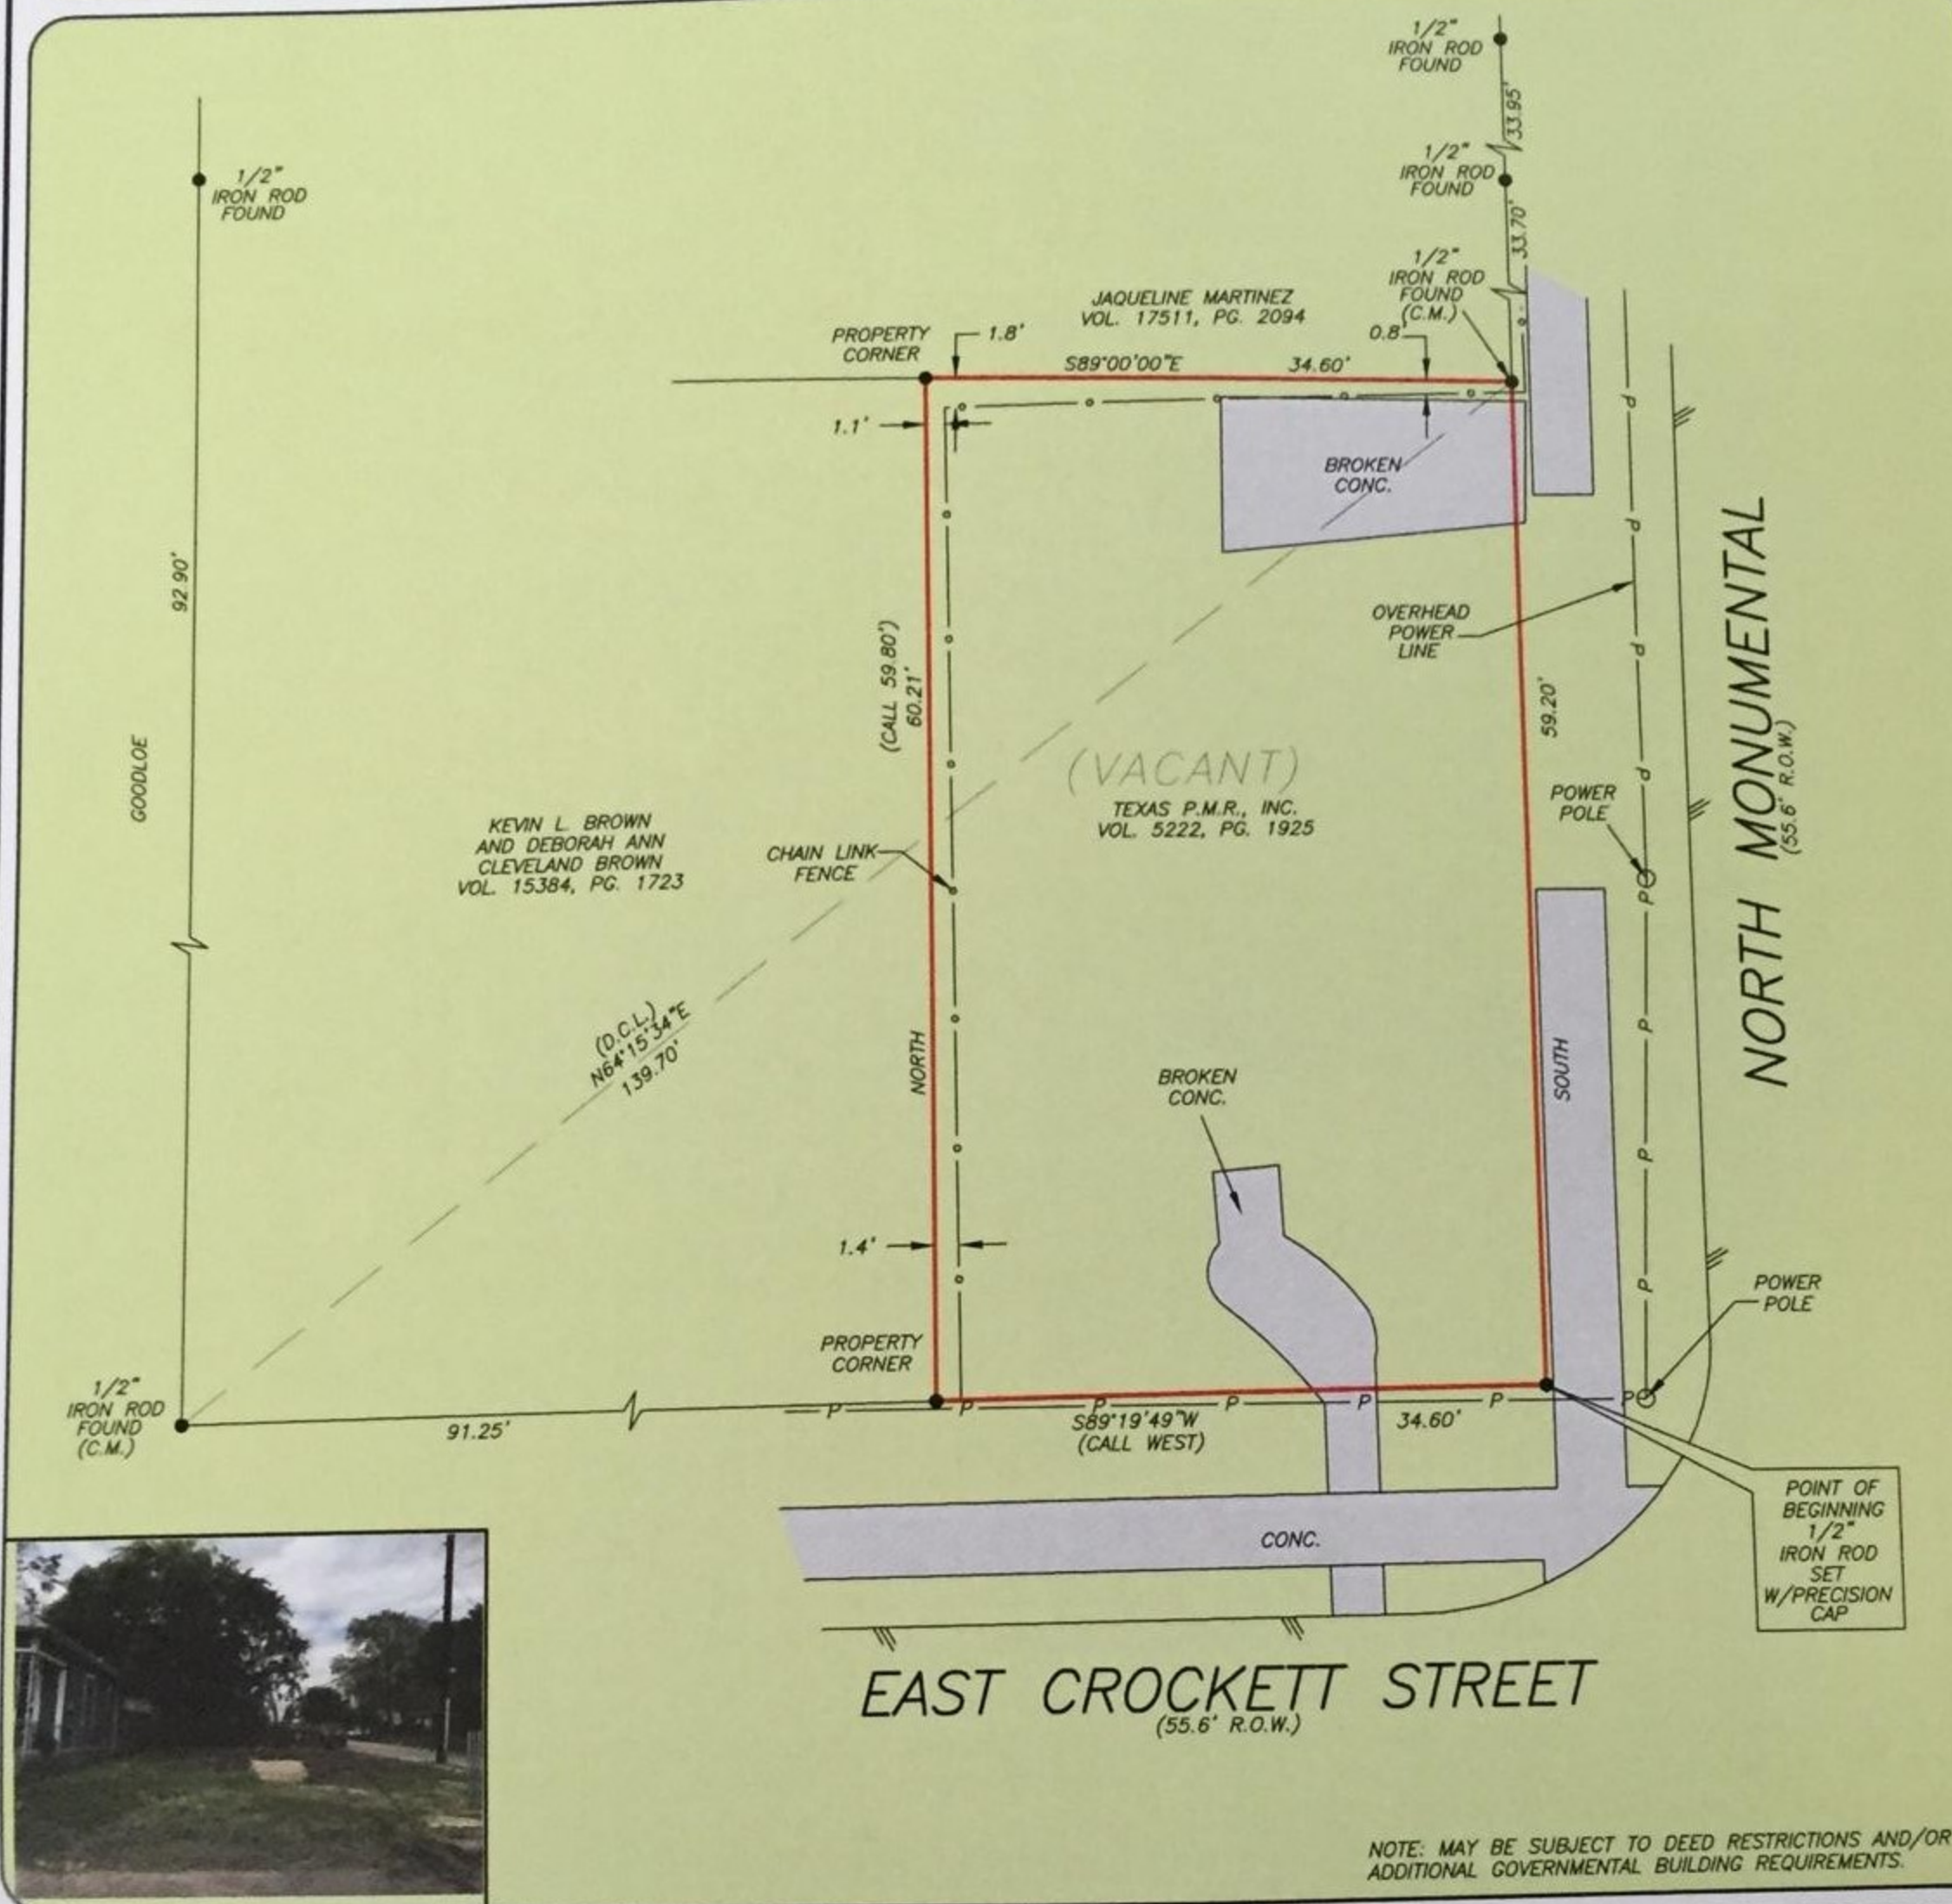 1/2"
IRON ROD
FOUND
33.95'
1/2"
IRON ROD
FOUND
1/2"
IRON ROD
FOUND
33.70'
1/2"
IRON ROD
FOUND
(C.M.)
JAQUELINE MARTINEZ
VOL. 17511, PG. 2094
PROPERTY
CORNER
1.8'
0.8'
S89°00'00"E
34.60'
1.1'
BROKEN
CONC.
92.90'
GOODLOE
(CALL 59.80')
60.21'
NORTH
OVERHEAD
POWER
LINE
59.20'
SOUTH
NORTH MONUMENTAL
(55.6' R.O.W.)
(VACANT)
TEXAS P.M.R., INC.
VOL. 5222, PG. 1925
POWER
POLE
KEVIN L. BROWN
AND DEBORAH ANN
CLEVELAND BROWN
VOL. 15384, PG. 1723
CHAIN LINK
FENCE
(D.C.L.)
N64°15'34"E
139.70'
BROKEN
CONC.
1.4'
POWER
POLE
PROPERTY
CORNER
1/2"
IRON ROD
FOUND
(C.M.)
91.25'
P P P P P P P
P P P P P P P P
S89°19'49"W
(CALL WEST)
34.60'
POINT OF
BEGINNING
1/2"
IRON ROD
SET
W/PRECISION
CAP
CONC.
EAST CROCKETT STREET
(55.6' R.O.W.)
NOTE: MAY BE SUBJECT TO DEED RESTRICTIONS AND/OR
ADDITIONAL GOVERNMENTAL BUILDING REQUIREMENTS.